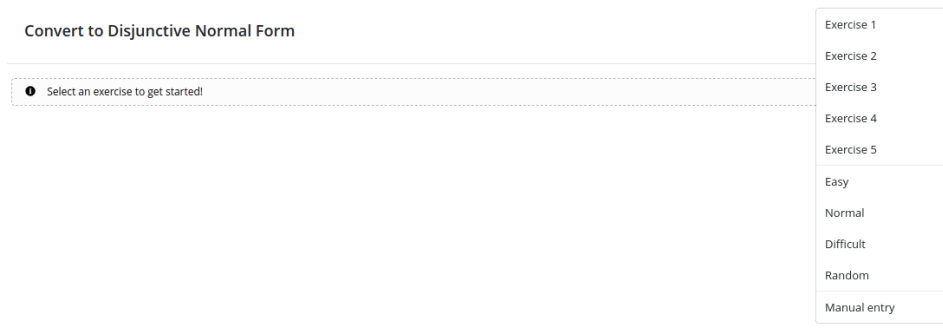 Convert to Disjunctive Normal Form
Select an exercise to get started!
Exercise 1
Exercise 2
Exercise 3
Exercise 4
Exercise 5
Easy
Normal
Difficult
Random
Manual entry